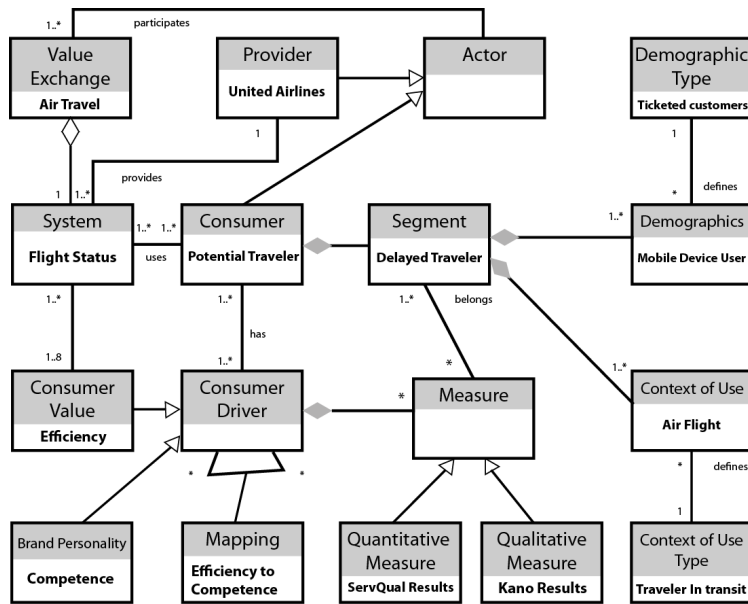 1..*
participates
Value
Exchange
Air Travel
Provider
United Airlines
Actor
Demographic
Type
Ticketed customers
1
1
provides
1
1..*
1
defines
*
System
Flight Status
1..*
1..*
uses
Consumer
Potential Traveler
Segment
Delayed Traveler
1..*
Demographics
Mobile Device User
1..*
1..8
1..*
has
1..*
1..*
belongs
*
1..*
Consumer
Value
Efficiency
Consumer
Driver
*
Measure
Context of Use
Air Flight
*
*
*
defines
1
Brand Personality
Competence
Mapping
Efficiency to
Competence
Quantitative
Measure
ServQual Results
Qualitative
Measure
Kano Results
Context of Use
Type
Traveler In transit